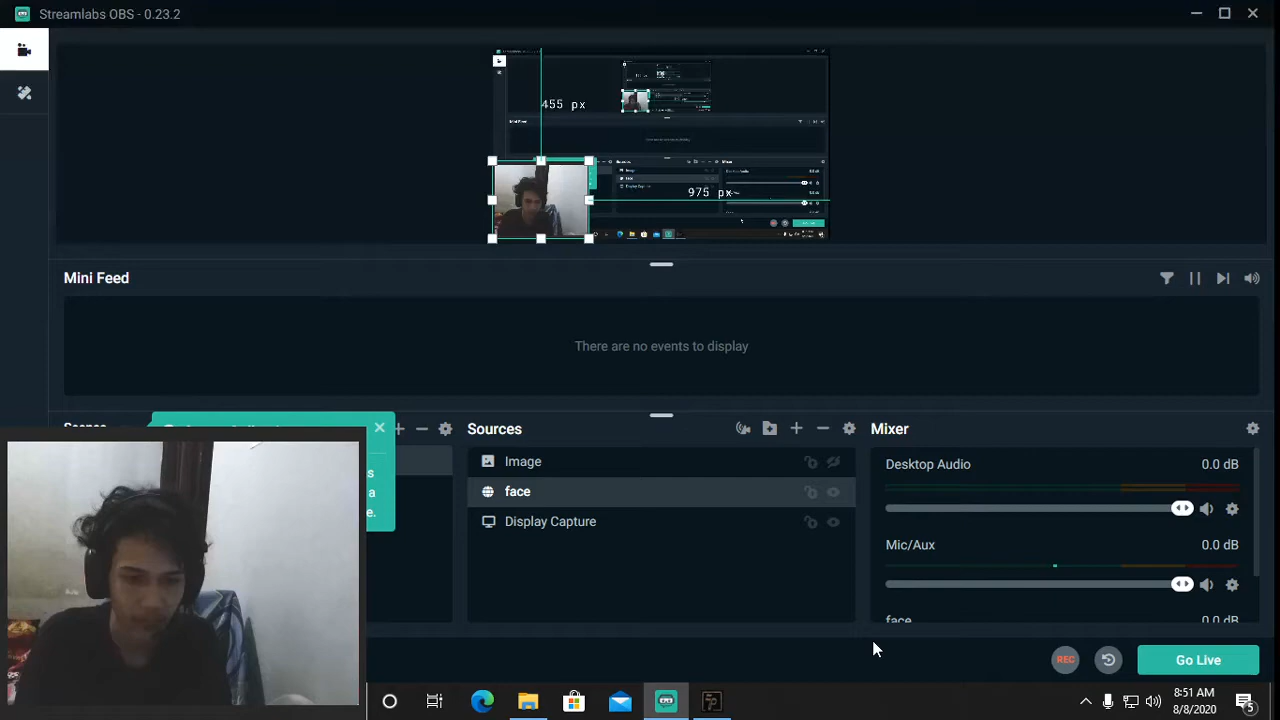 Streamlabs OBS - 0.23.2
455 px
975 px
Mini Feed
There are no events to display
Sources
Mixer
Image
face
Display Capture
Desktop Audio 0.0 dB
Mic/Aux 0.0 dB
s
a
e.
REC
Go Live
8:51 AM
8/8/2020
5